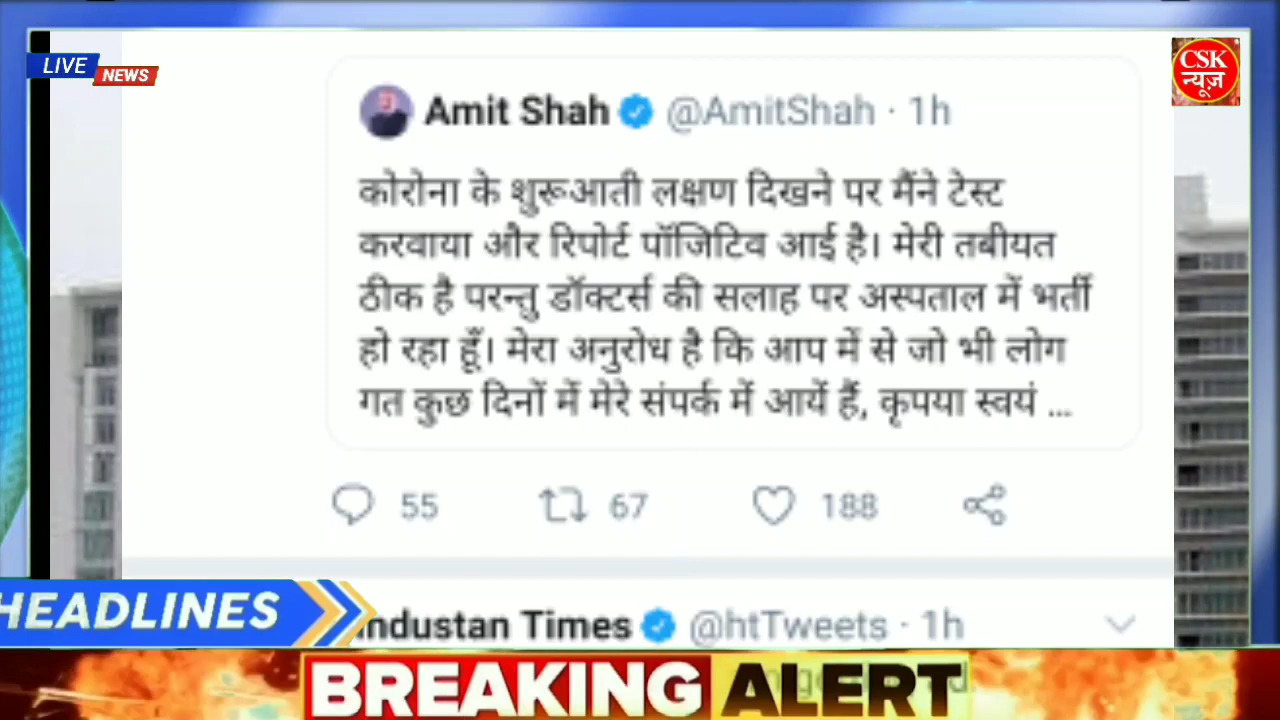 LIVE
NEWS
CSK
न्यूज़
Amit Shah @AmitShah · 1h
कोरोना के शुरूआती लक्षण दिखने पर मैंने टेस्ट
करवाया और रिपोर्ट पॉजिटिव आई है। मेरी तबीयत
ठीक है परन्तु डॉक्टर्स की सलाह पर अस्पताल में भर्ती
हो रहा हूँ। मेरा अनुरोध है कि आप में से जो भी लोग
गत कुछ दिनों में मेरे संपर्क में आयें हैं, कृपया स्वयं ...
55 67 188
HEADLINES
industan Times @htTweets · 1h
BREAKING ALERT